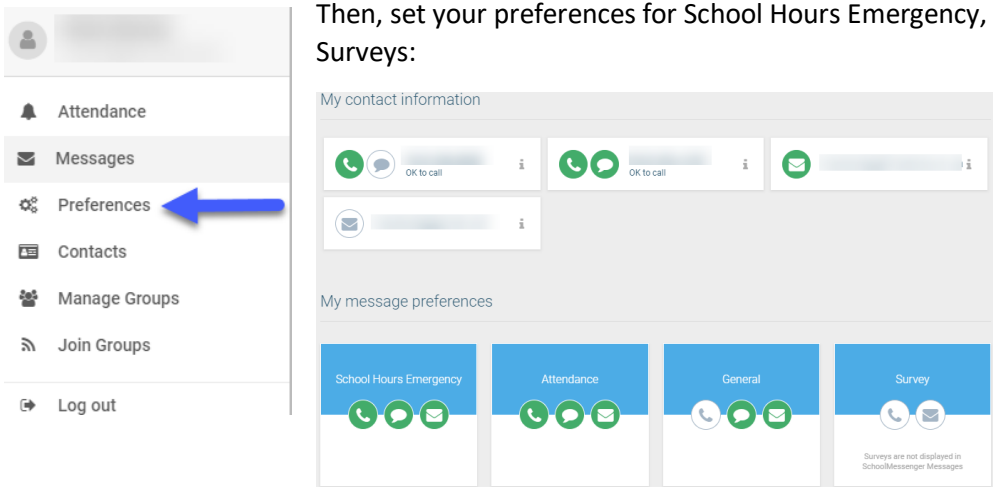 Attendance
Messages
Preferences
Contacts
Manage Groups
Join Groups
Log out
Then, set your preferences for School Hours Emergency,
Surveys:
My contact information
OK to call
OK to call
My message preferences
School Hours Emergency
Attendance
General
Survey
Surveys are not displayed in
SchoolMessenger Messages